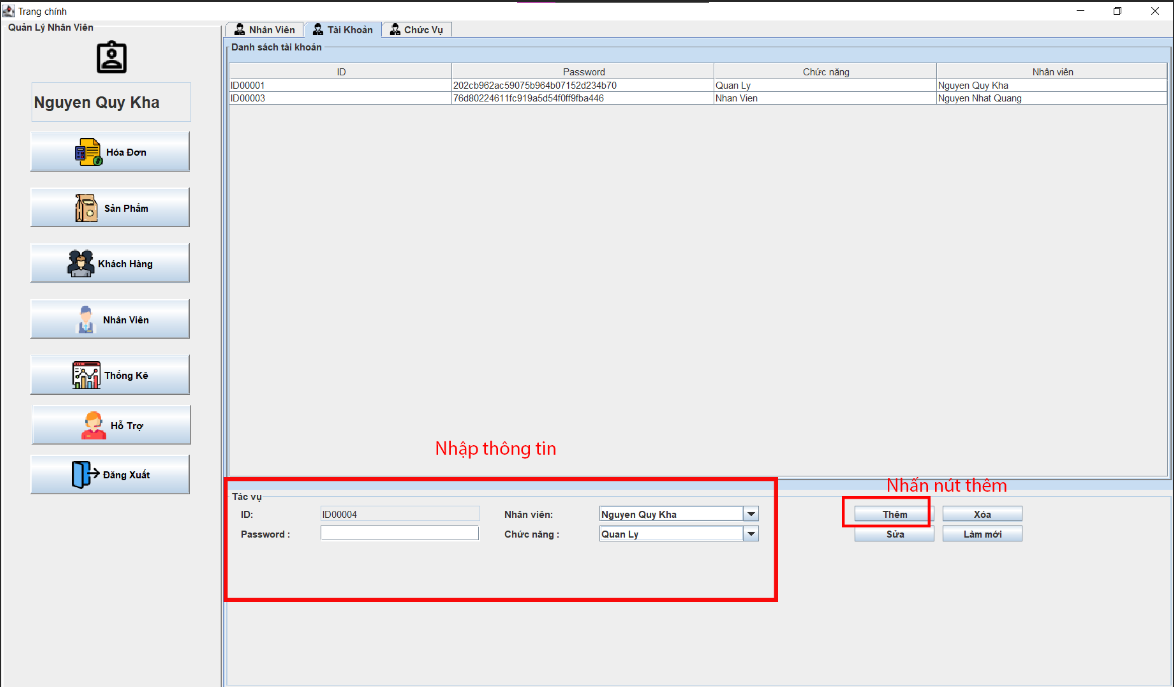 Trang chính
Quản Lý Nhân Viên
Nguyen Quy Kha
Hóa Đơn
Sản Phẩm
Khách Hàng
Nhân Viên
Thống Kê
Hỗ Trợ
Đăng Xuất
Nhân Viên Tài Khoản Chức Vụ
Danh sách tài khoản
ID Password Chức năng Nhân viên
ID00001 202cb962ac59075b964b07152d234b70 Quan Ly Nguyen Quy Kha
ID00003 76d80224611fc919a5d54f0ff9fba446 Nhan Vien Nguyen Nhat Quang
Nhập thông tin
Nhấn nút thêm
Tác vụ
ID: ID00004 Nhân viên: Nguyen Quy Kha Thêm Xóa
Password : Chức năng : Quan Ly Sửa Làm mới